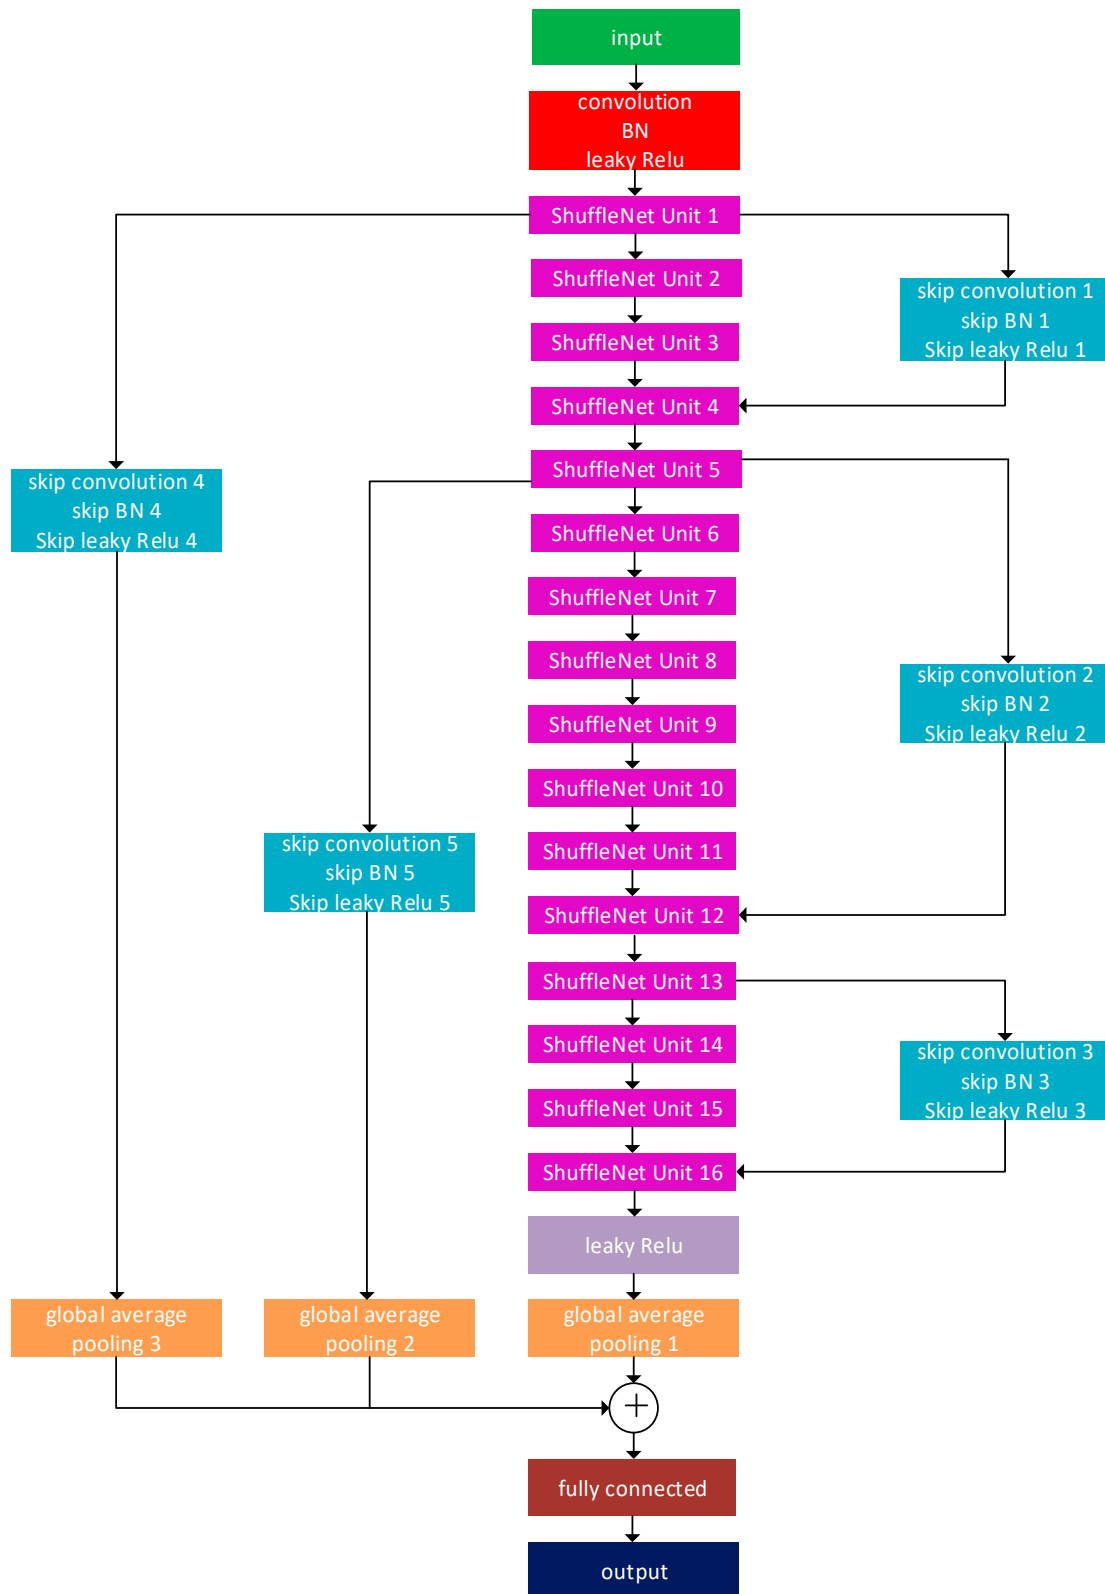 input
convolution
BN
leaky Relu
ShuffleNet Unit 1
ShuffleNet Unit 2
skip convolution 1
skip BN 1
Skip leaky Relu 1
ShuffleNet Unit 3
ShuffleNet Unit 4
ShuffleNet Unit 5
skip convolution 4
skip BN 4
Skip leaky Relu 4
ShuffleNet Unit 6
ShuffleNet Unit 7
ShuffleNet Unit 8
skip convolution 2
skip BN 2
Skip leaky Relu 2
ShuffleNet Unit 9
ShuffleNet Unit 10
skip convolution 5
skip BN 5
Skip leaky Relu 5
ShuffleNet Unit 11
ShuffleNet Unit 12
ShuffleNet Unit 13
ShuffleNet Unit 14
skip convolution 3
skip BN 3
Skip leaky Relu 3
ShuffleNet Unit 15
ShuffleNet Unit 16
leaky Relu
global average
pooling 3
global average
pooling 2
global average
pooling 1
+
fully connected
output